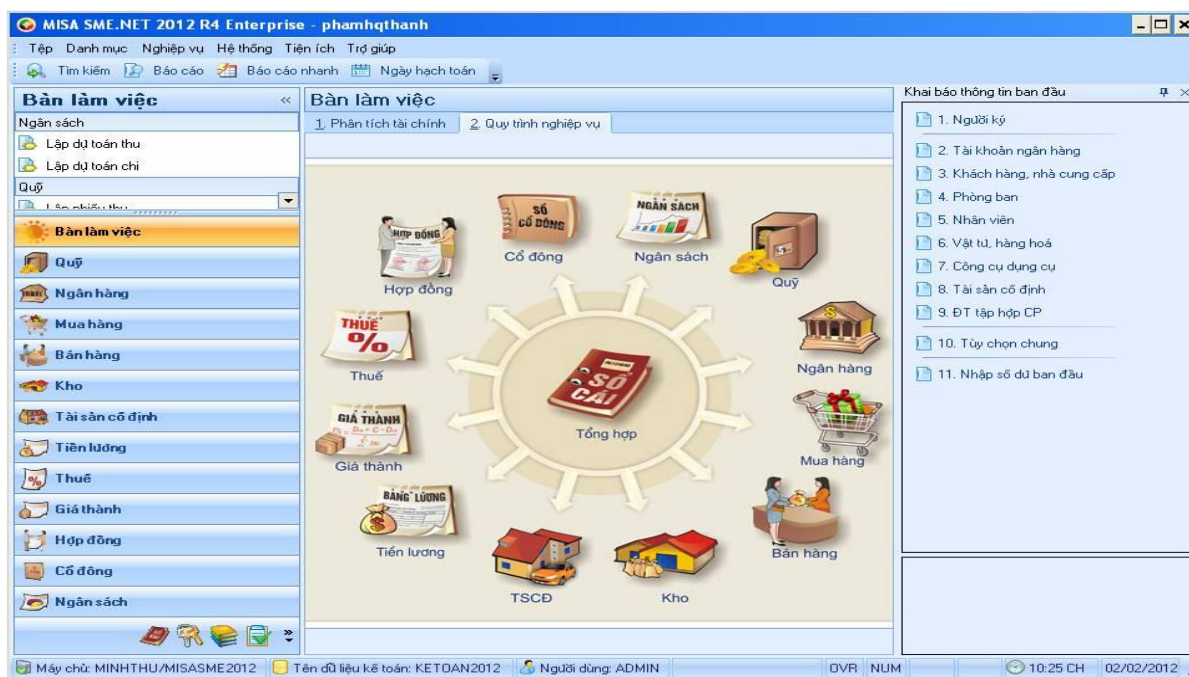 MISA SME.NET 2012 R4 Enterprise - phamhqthanh
Tệp Danh mục Nghiệp vụ Hệ thống Tiện ích Trợ giúp
Tìm kiếm Báo cáo Báo cáo nhanh Ngày hạch toán
Bàn làm việc «
Ngân sách
Lập dự toán thu
Lập dự toán chi
Quỹ
Lập phiếu thu
Bàn làm việc
Quỹ
Ngân hàng
Mua hàng
Bán hàng
Kho
Tài sản cố định
Tiền lương
Thuế
Giá thành
Hợp đồng
Cổ đông
Ngân sách
Bàn làm việc
1. Phân tích tài chính 2. Quy trình nghiệp vụ
HỢP ĐỒNG
Hợp đồng
SỔ
CỔ ĐÔNG
Cổ đông
NGÂN SÁCH
Ngân sách
Quỹ
THUẾ
%
Thuế
Ngân hàng
SỔ
CÁI
Tổng hợp
GIÁ THÀNH
Giá thành
Mua hàng
BẢNG LƯƠNG
Tiền lương
TSCĐ
Kho
Bán hàng
Khai báo thông tin ban đầu
1. Người ký
2. Tài khoản ngân hàng
3. Khách hàng, nhà cung cấp
4. Phòng ban
5. Nhân viên
6. Vật tư, hàng hoá
7. Công cụ dụng cụ
8. Tài sản cố định
9. ĐT tập hợp CP
10. Tùy chọn chung
11. Nhập số dư ban đầu
Máy chủ: MINHTHU/MISASME2012 Tên dữ liệu kế toán: KETOAN2012 Người dùng: ADMIN OVR NUM 10:25 CH 02/02/2012